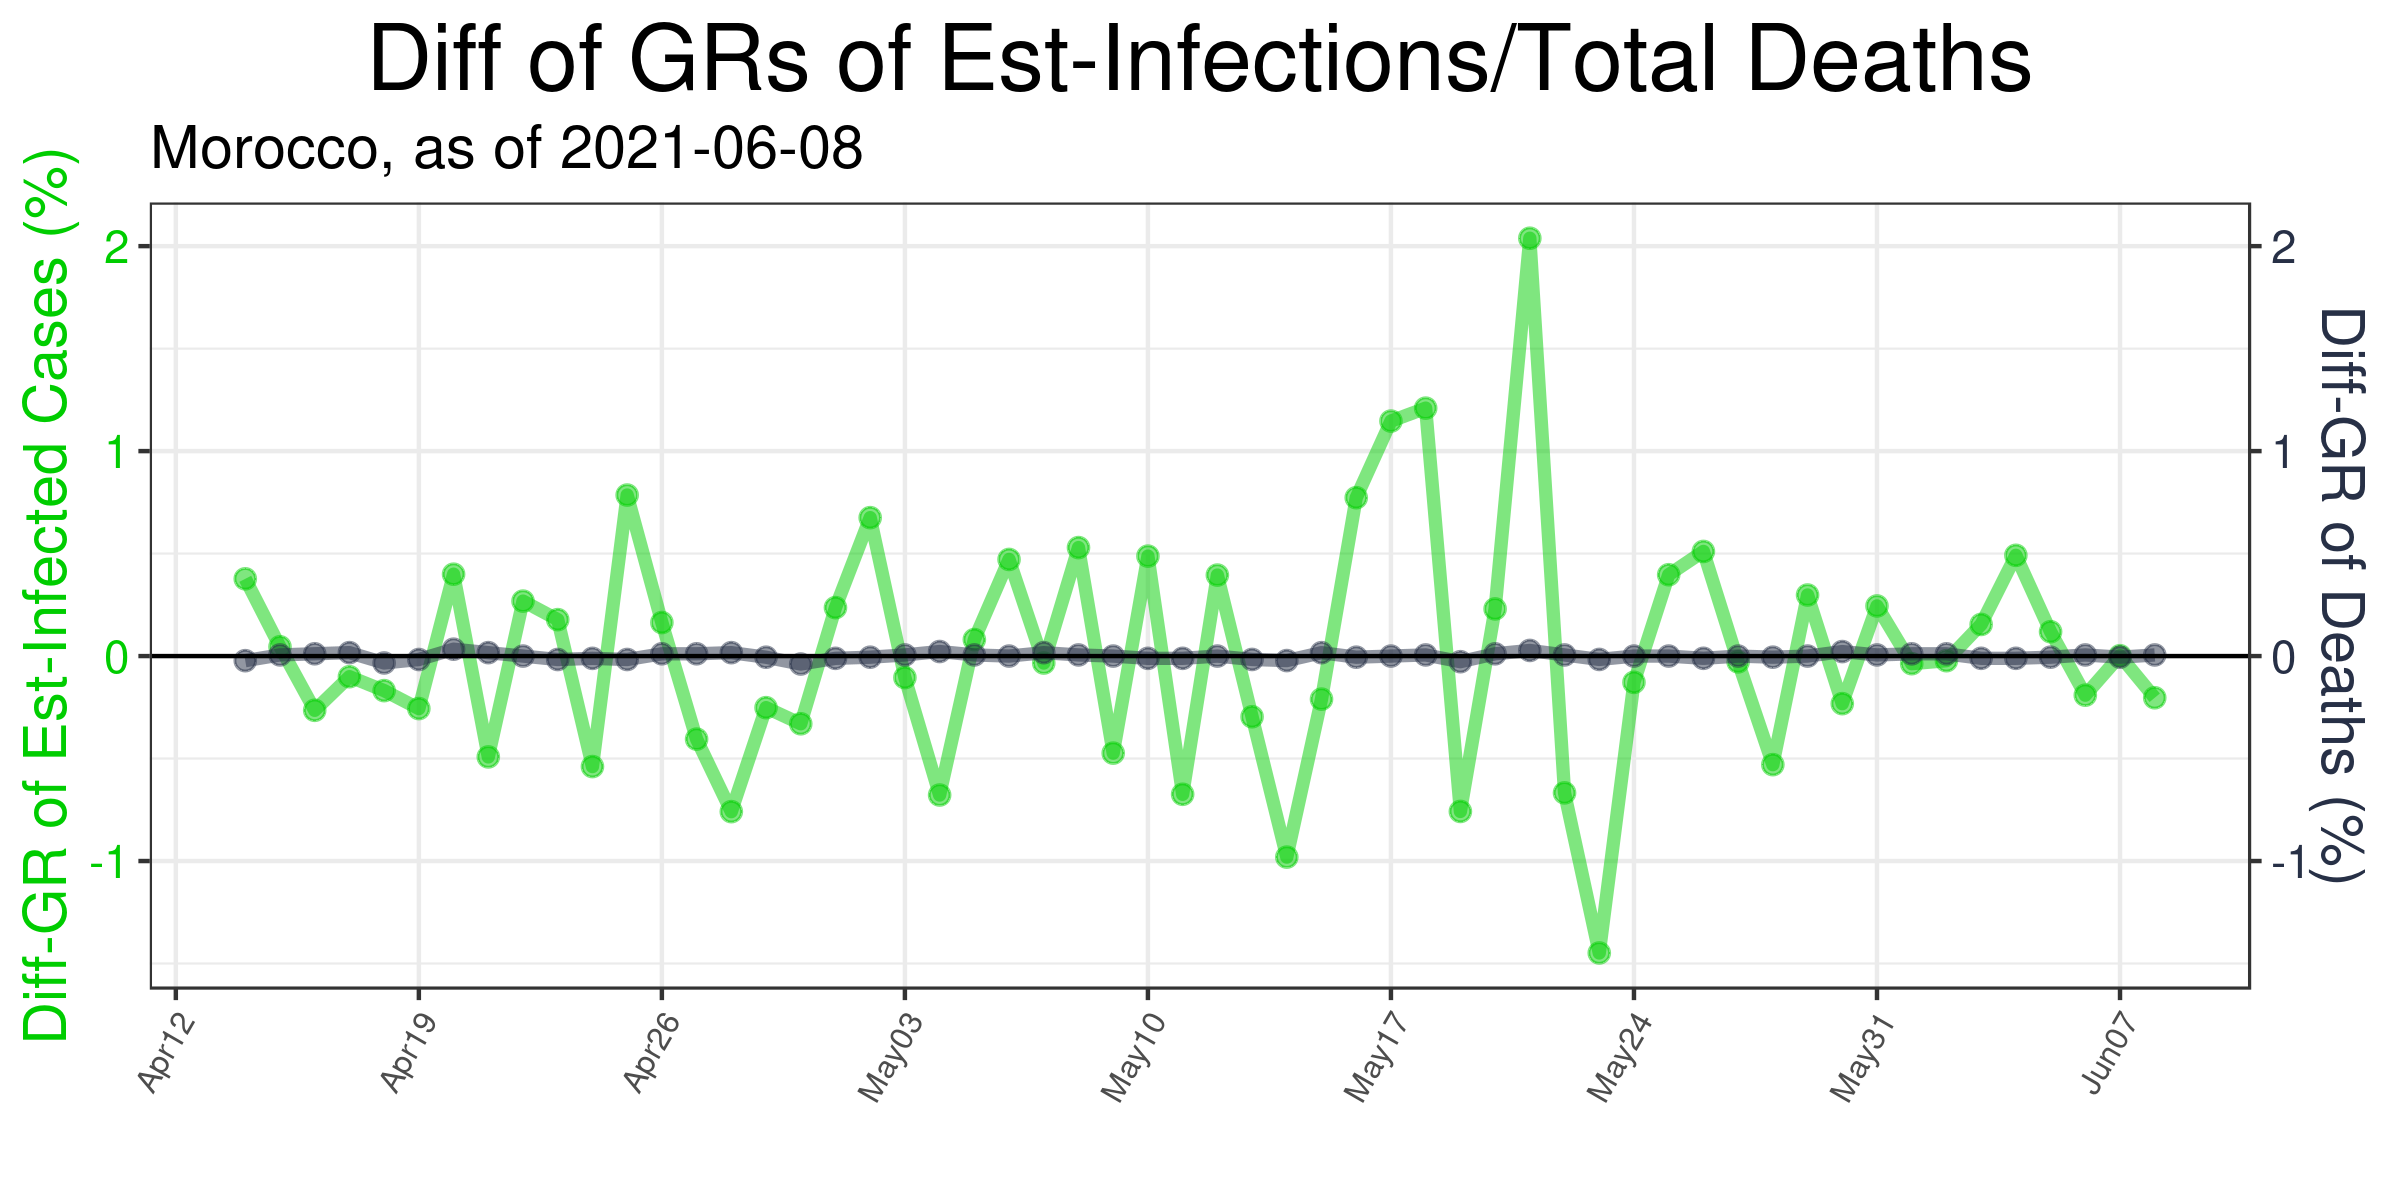 Diff of GRs of Est-Infections/Total Deaths
Morocco, as of 2021-06-08
Diff-GR of Est-Infected Cases (%)
2
1
0
-1
2
1
0
-1
Diff-GR of Deaths (%)
Apr12
Apr19
Apr26
May03
May10
May17
May24
May31
Jun07